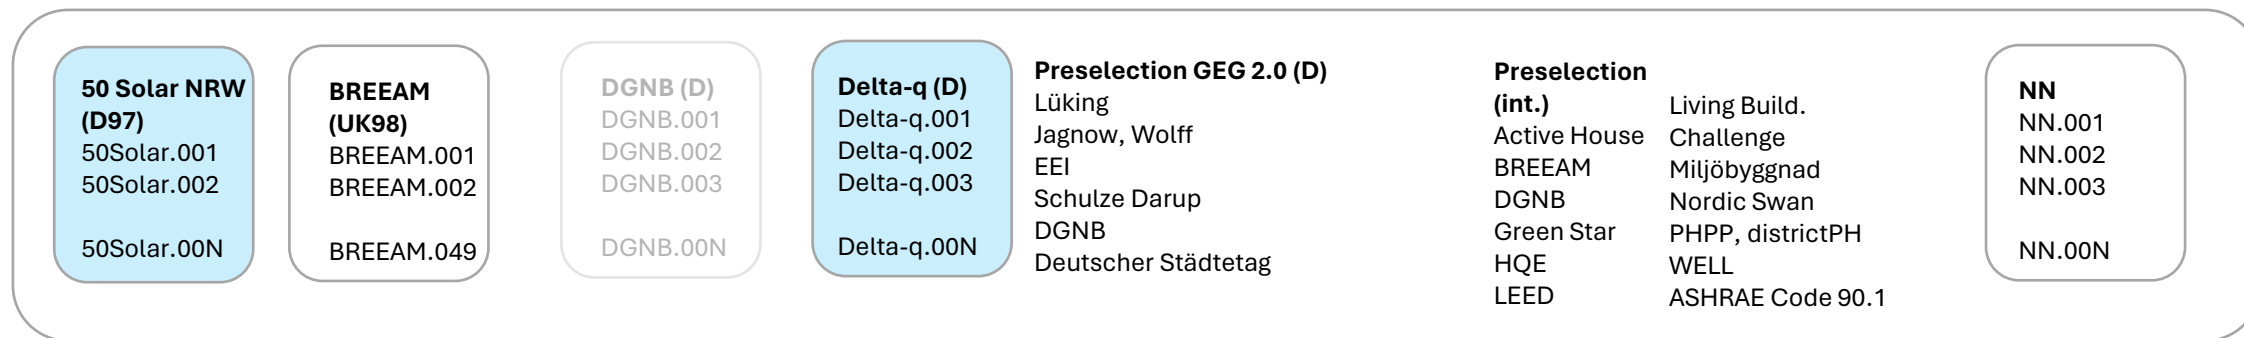 50 Solar NRW
(D97)
50Solar.001
50Solar.002
50Solar.00N
BREEAM
(UK98)
BREEAM.001
BREEAM.002
BREEAM.049
DGNB (D)
DGNB.001
DGNB.002
DGNB.003
DGNB.00N
Delta-q (D)
Delta-q.001
Delta-q.002
Delta-q.003
Delta-q.00N
Preselection GEG 2.0 (D)
Lüking
Jagnow, Wolff
EEI
Schulze Darup
DGNB
Deutscher Städtetag
Preselection
(int.)
Active House
BREEAM
DGNB
Green Star
HQE
LEED
Living Build.
Challenge
Miljöbyggnad
Nordic Swan
PHPP, districtPH
WELL
ASHRAE Code 90.1
NN
NN.001
NN.002
NN.003
NN.00N